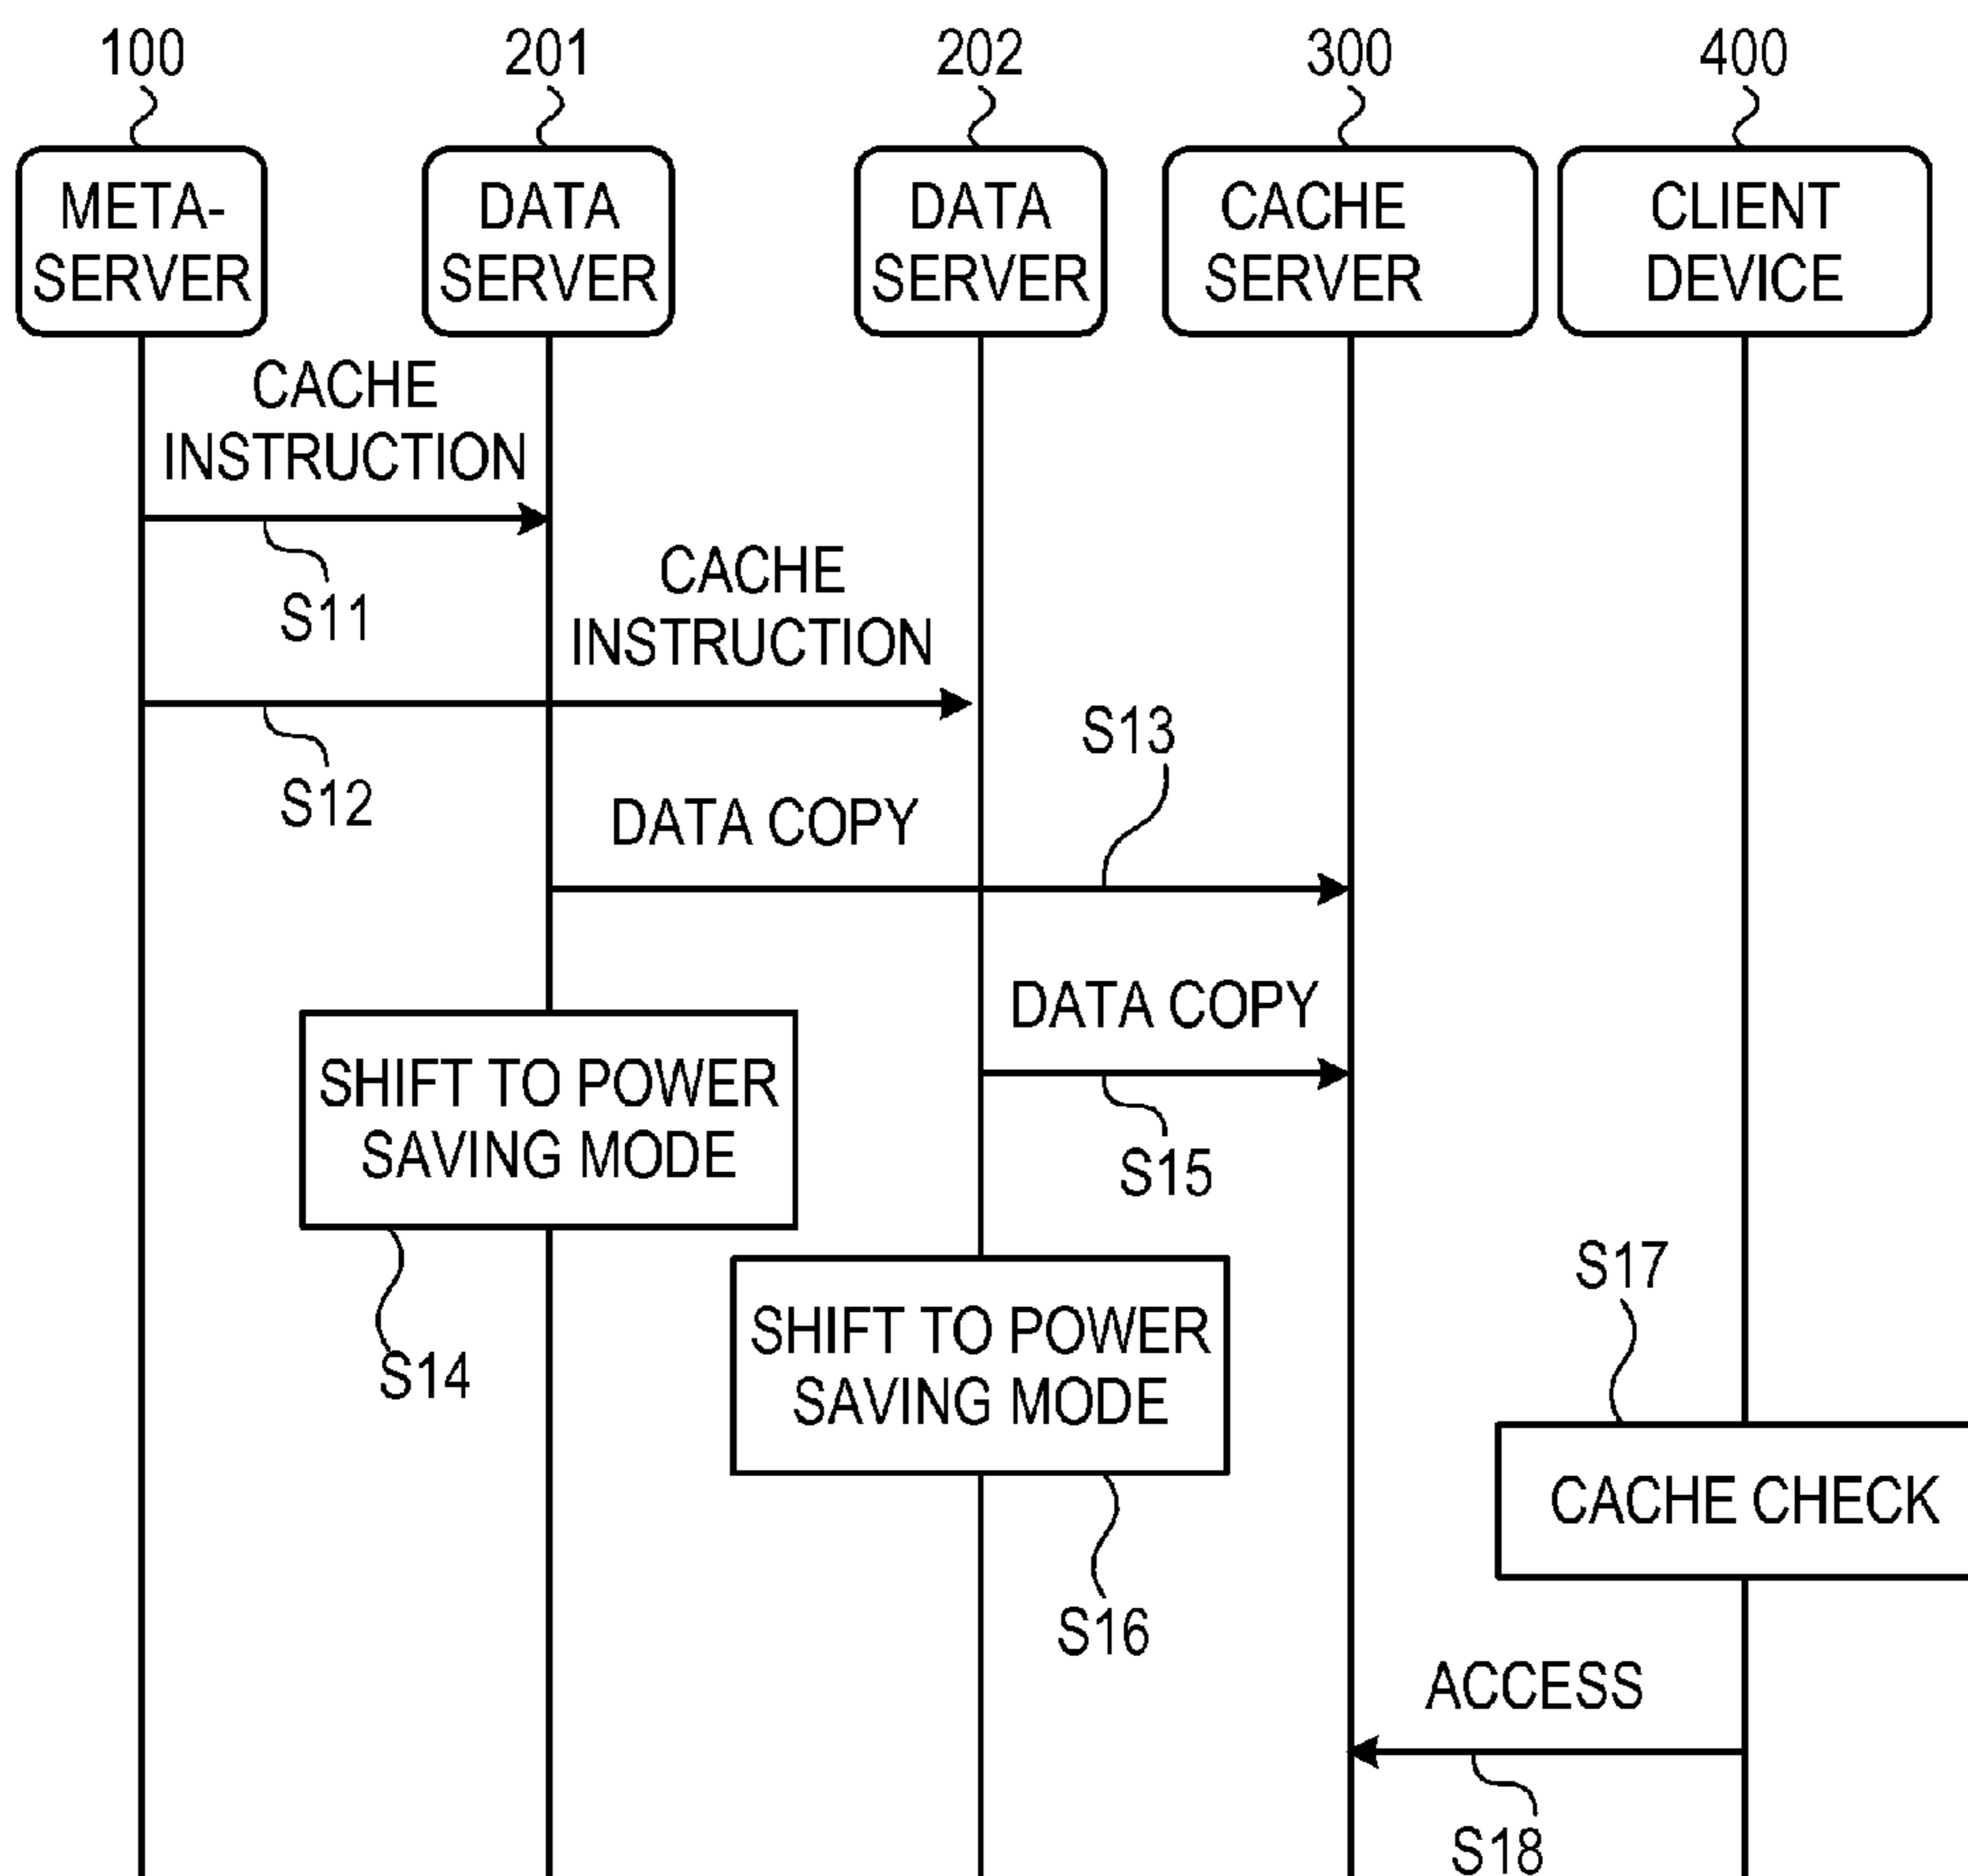 100
201
202
300
400
META-
SERVER
DATA
SERVER
DATA
SERVER
CACHE
SERVER
CLIENT
DEVICE
CACHE
INSTRUCTION
S11
CACHE
INSTRUCTION
S12
S13
DATA COPY
DATA COPY
S15
SHIFT TO POWER
SAVING MODE
S14
SHIFT TO POWER
SAVING MODE
S16
S17
CACHE CHECK
ACCESS
S18